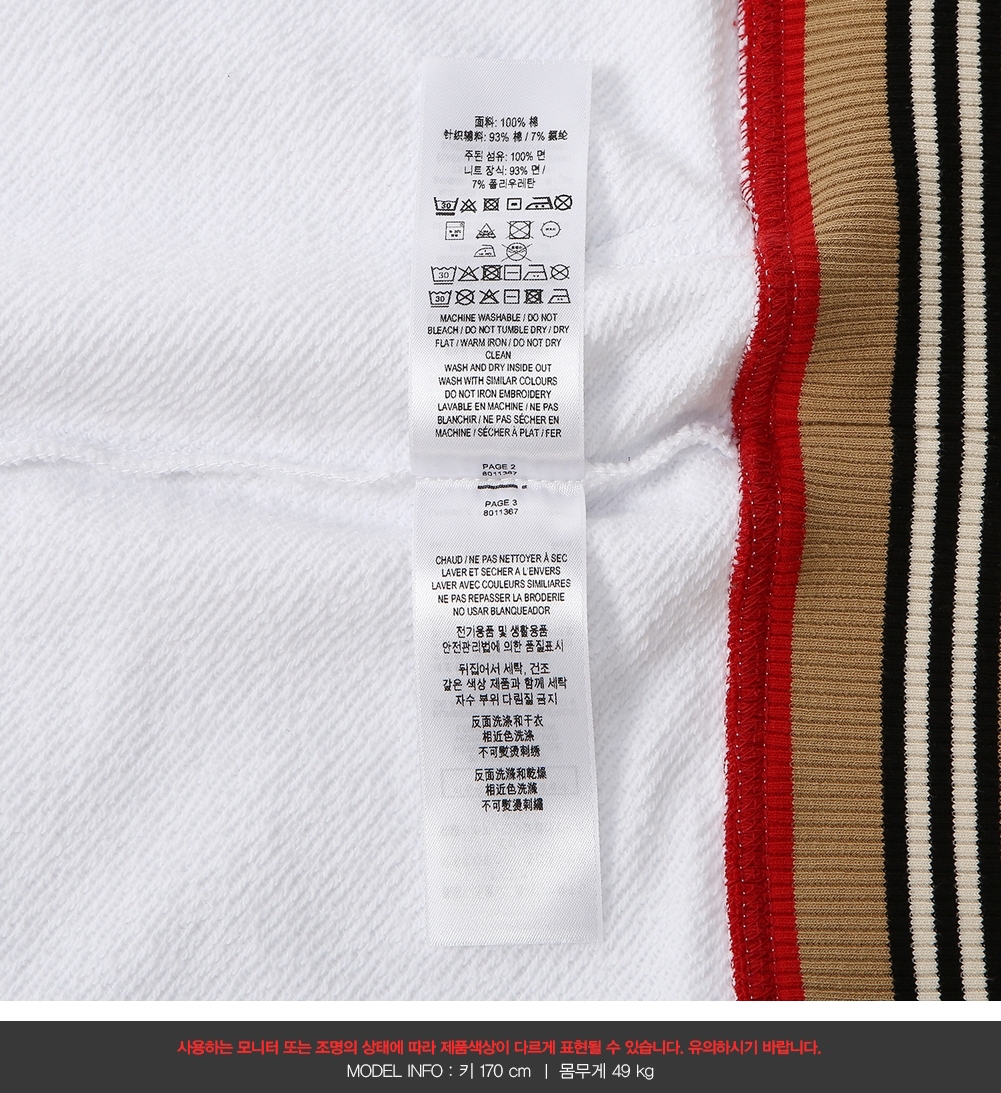 面料: 100% 棉
针织辅料: 93% 棉 / 7% 氨纶
주된 섬유: 100% 면
니트 장식: 93% 면 /
7% 폴리우레탄
30
30
30
MACHINE WASHABLE / DO NOT
BLEACH / DO NOT TUMBLE DRY / DRY
FLAT / WARM IRON / DO NOT DRY
CLEAN
WASH AND DRY INSIDE OUT
WASH WITH SIMILAR COLOURS
DO NOT IRON EMBROIDERY
LAVABLE EN MACHINE / NE PAS
BLANCHIR / NE PAS SÉCHER EN
MACHINE / SÉCHER À PLAT / FER
PAGE 2
8011367
PAGE 3
8011367
CHAUD / NE PAS NETTOYER À SEC
LAVER ET SECHER A L'ENVERS
LAVER AVEC COULEURS SIMILIARES
NE PAS REPASSER LA BRODERIE
NO USAR BLANQUEADOR
전기용품 및 생활용품
안전관리법에 의한 품질표시
뒤집어서 세탁, 건조
같은 색상 제품과 함께 세탁
자수 부위 다림질 금지
反面洗涤和干衣
相近色洗涤
不可熨烫刺绣
反面洗滌和乾燥
相近色洗滌
不可熨燙刺繡
사용하는 모니터 또는 조명의 상태에 따라 제품색상이 다르게 표현될 수 있습니다. 유의하시기 바랍니다.
MODEL INFO : 키 170 cm | 몸무게 49 kg